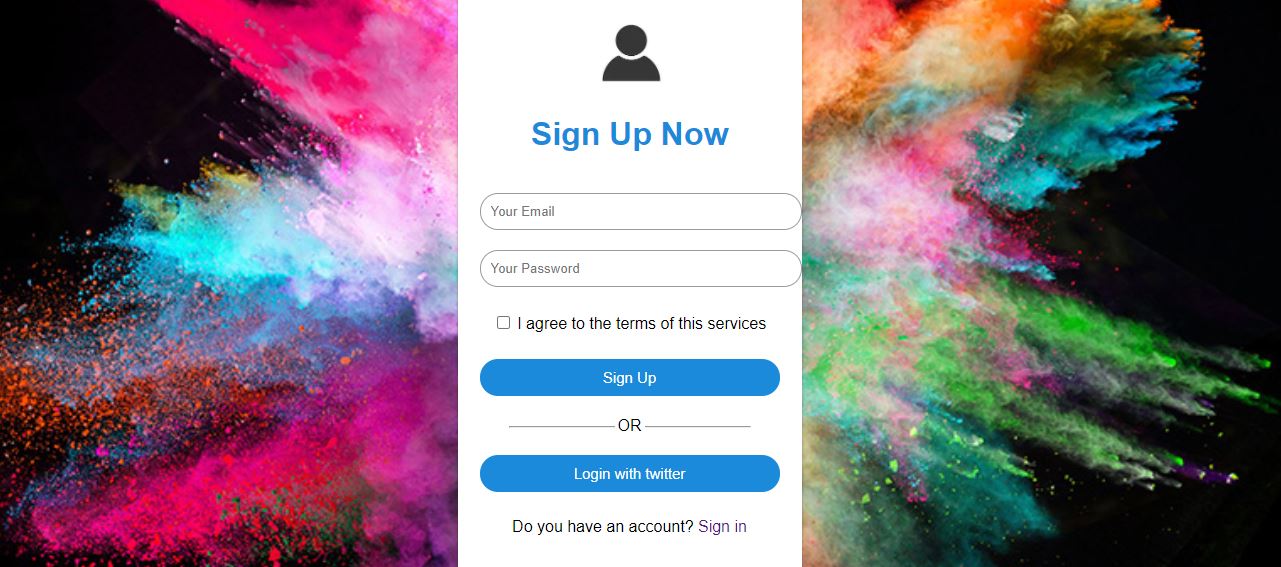 Sign Up Now
Your Email
Your Password
I agree to the terms of this services
Sign Up
OR
Login with twitter
Do you have an account? Sign in